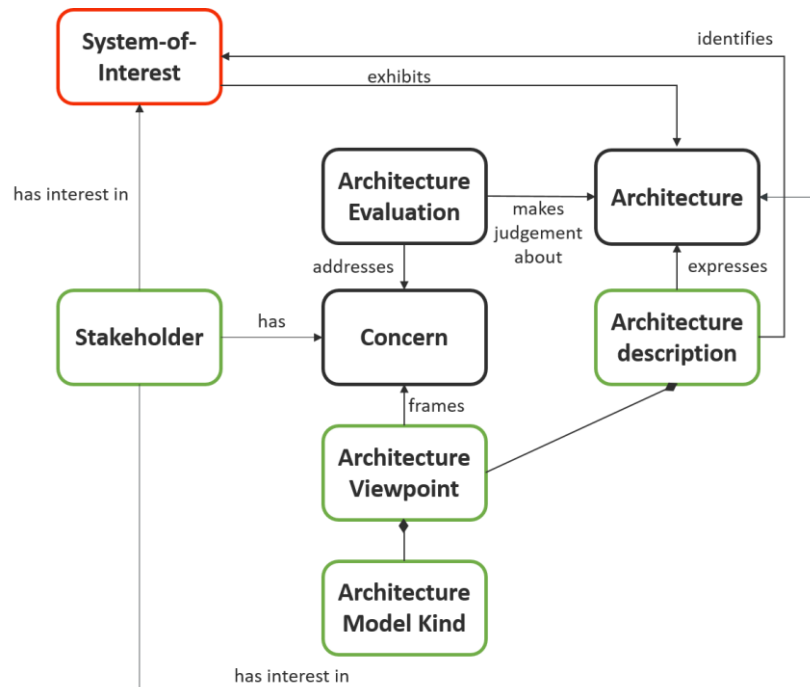 System-of-
Interest
identifies
exhibits
has interest in
Architecture
Evaluation
makes
judgement
about
Architecture
addresses
expresses
Stakeholder
has
Concern
Architecture
description
frames
Architecture
Viewpoint
Architecture
Model Kind
has interest in